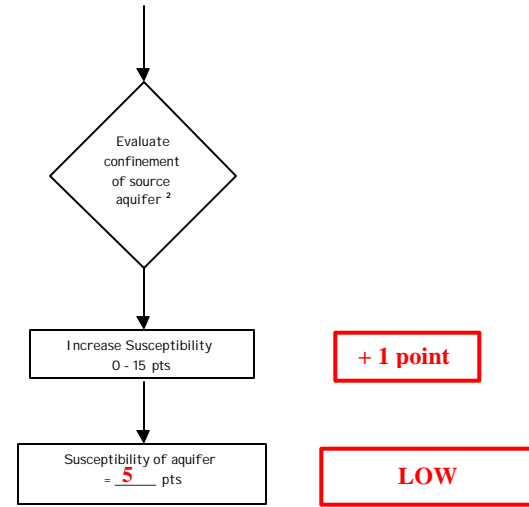 Evaluate
confinement
of source
aquifer ²
Increase Susceptibility
0 - 15 pts
+ 1 point
Susceptibility of aquifer
= 5 pts
LOW